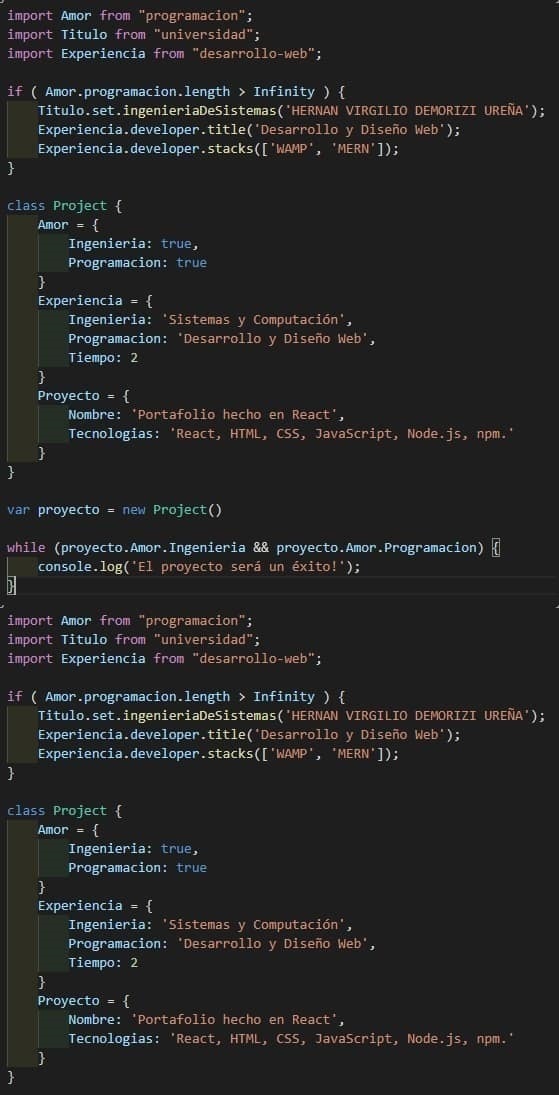 import Amor from "programacion";
import Titulo from "universidad";
import Experiencia from "desarrollo-web";

if ( Amor.programacion.length > Infinity ) {
    Titulo.set.ingenieriaDeSistemas('HERNAN VIRGILIO DEMORIZI UREÑA');
    Experiencia.developer.title('Desarrollo y Diseño Web');
    Experiencia.developer.stacks(['WAMP', 'MERN']);
}

class Project {
    Amor = {
        Ingenieria: true,
        Programacion: true
    }
    Experiencia = {
        Ingenieria: 'Sistemas y Computación',
        Programacion: 'Desarrollo y Diseño Web',
        Tiempo: 2
    }
    Proyecto = {
        Nombre: 'Portafolio hecho en React',
        Tecnologias: 'React, HTML, CSS, JavaScript, Node.js, npm.'
    }
}

var proyecto = new Project()

while (proyecto.Amor.Ingenieria && proyecto.Amor.Programacion) {
    console.log('El proyecto será un éxito!');
}
import Amor from "programacion";
import Titulo from "universidad";
import Experiencia from "desarrollo-web";

if ( Amor.programacion.length > Infinity ) {
    Titulo.set.ingenieriaDeSistemas('HERNAN VIRGILIO DEMORIZI UREÑA');
    Experiencia.developer.title('Desarrollo y Diseño Web');
    Experiencia.developer.stacks(['WAMP', 'MERN']);
}

class Project {
    Amor = {
        Ingenieria: true,
        Programacion: true
    }
    Experiencia = {
        Ingenieria: 'Sistemas y Computación',
        Programacion: 'Desarrollo y Diseño Web',
        Tiempo: 2
    }
    Proyecto = {
        Nombre: 'Portafolio hecho en React',
        Tecnologias: 'React, HTML, CSS, JavaScript, Node.js, npm.'
    }
}